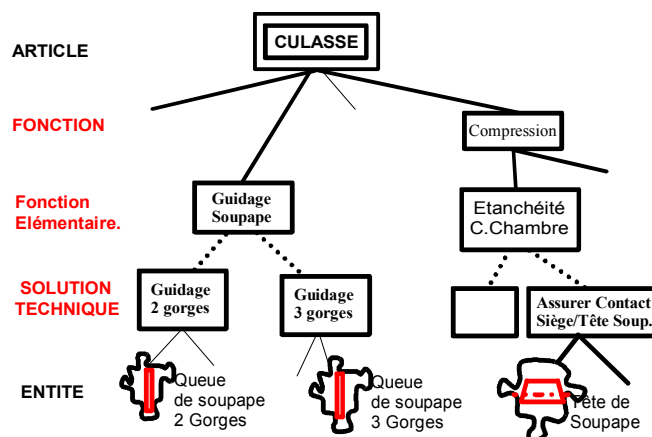 CULASSE
ARTICLE
FONCTION
Compression
Fonction
Elémentaire.
Guidage
Soupape
Etanchéité
C.Chambre
SOLUTION
TECHNIQUE
Guidage
2 gorges
Guidage
3 gorges
Assurer Contact
Siège/Tête Soup.
ENTITE
Queue
de soupape
2 Gorges
Queue
de soupape
3 Gorges
Tête de
Soupape